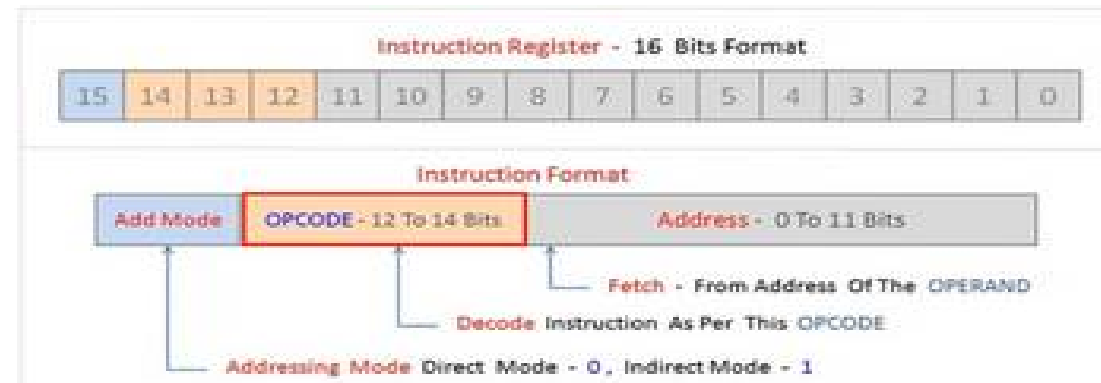 Instruction Register - 16 Bits Format
15 14 13 12 11 10 9 8 7 6 5 4 3 2 1 0
Instruction Format
Add Mode OPCODE - 12 To 14 Bits Address - 0 To 11 Bits
Fetch - From Address Of The OPERAND
Decode Instruction As Per This OPCODE
Addressing Mode Direct Mode - 0, Indirect Mode - 1